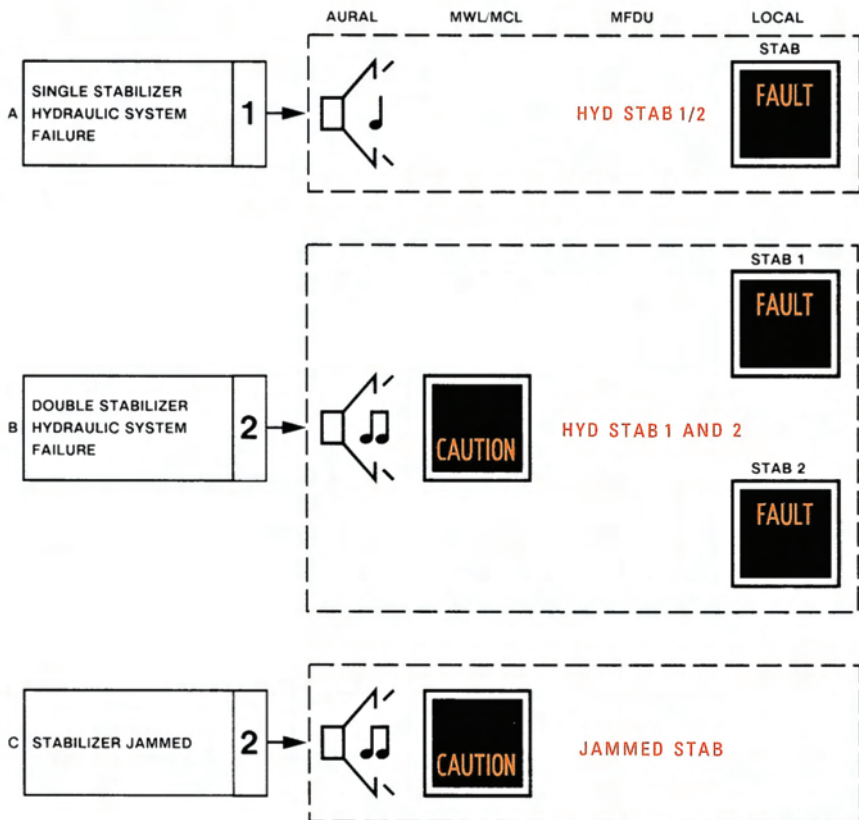 AURAL MWL/MCL MFDU LOCAL
STAB
A
SINGLE STABILIZER
HYDRAULIC SYSTEM
FAILURE
1
HYD STAB 1/2
FAULT
STAB 1
FAULT
B
DOUBLE STABILIZER
HYDRAULIC SYSTEM
FAILURE
2
CAUTION
HYD STAB 1 AND 2
STAB 2
FAULT
C
STABILIZER JAMMED
2
CAUTION
JAMMED STAB